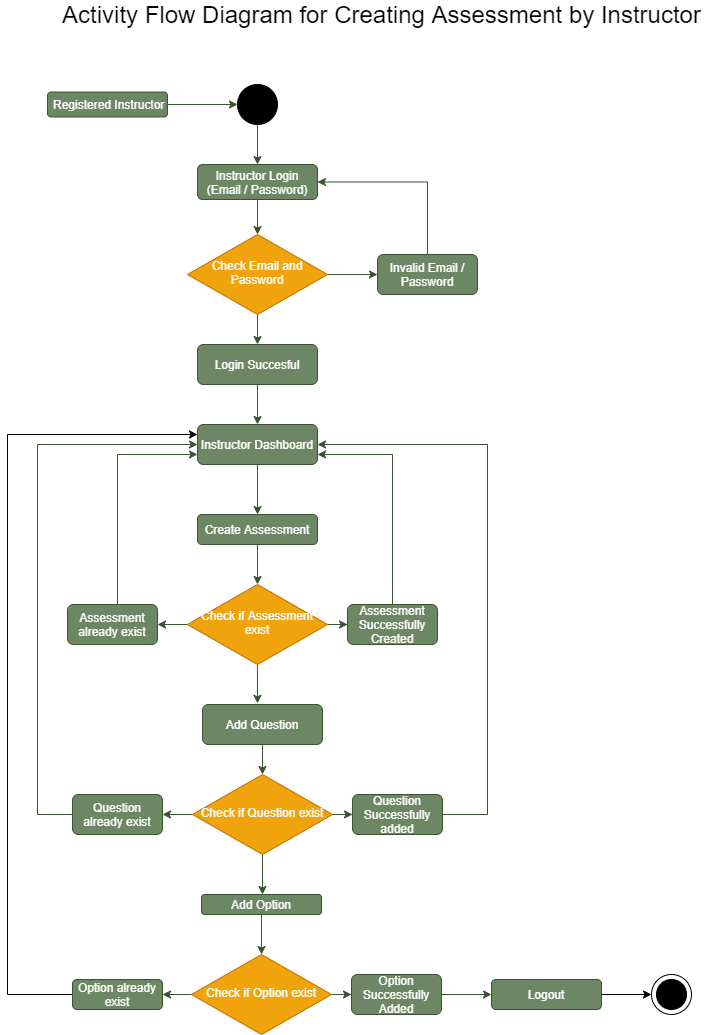 Activity Flow Diagram for Creating Assessment by Instructor
Registered Instructor
Instructor Login
(Email / Password)
Check Email and
Password
Invalid Email /
Password
Login Succesful
Instructor Dashboard
Create Assessment
Assessment
already exist
Check if Assessment
exist
Assessment
Successfully
Created
Add Question
Question
already exist
Check if Question exist
Question
Successfully
added
Add Option
Option already
exist
Check if Option exist
Option
Successfully
Added
Logout